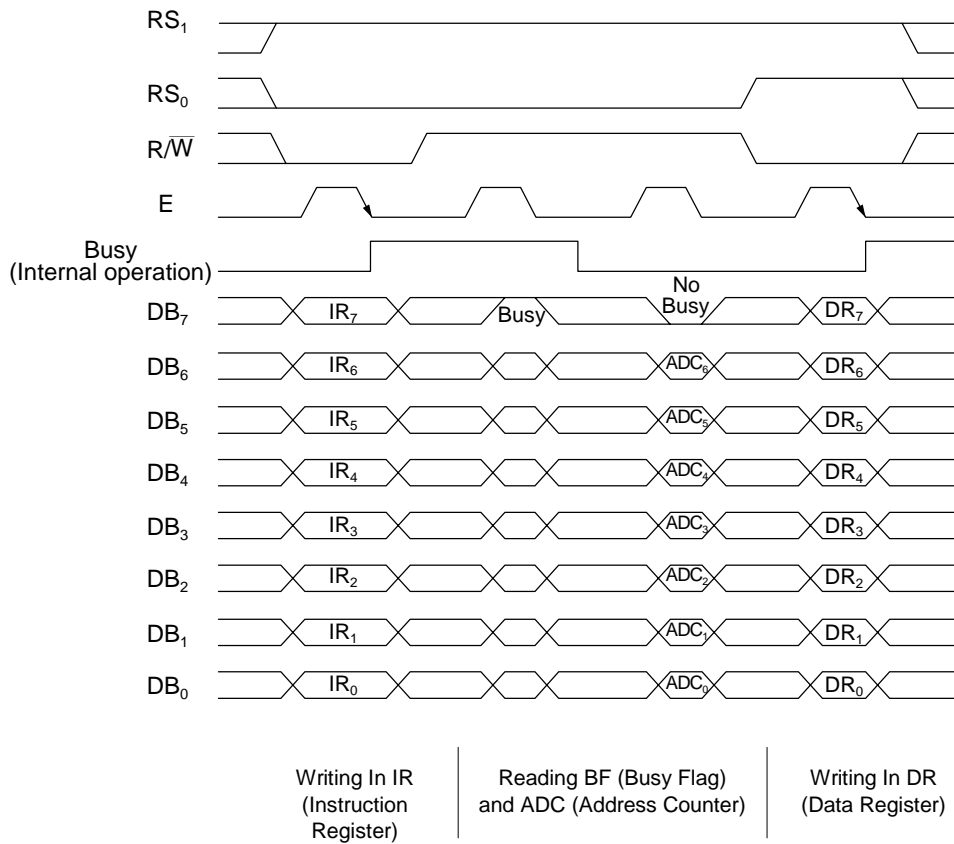 RS₁
RS₀
R/W̅
E
Busy
(Internal operation)
No
Busy
DB₇ IR₇ Busy DR₇
DB₆ IR₆ ADC₆ DR₆
DB₅ IR₅ ADC₅ DR₅
DB₄ IR₄ ADC₄ DR₄
DB₃ IR₃ ADC₃ DR₃
DB₂ IR₂ ADC₂ DR₂
DB₁ IR₁ ADC₁ DR₁
DB₀ IR₀ ADC₀ DR₀
Writing In IR
(Instruction
Register)
Reading BF (Busy Flag)
and ADC (Address Counter)
Writing In DR
(Data Register)